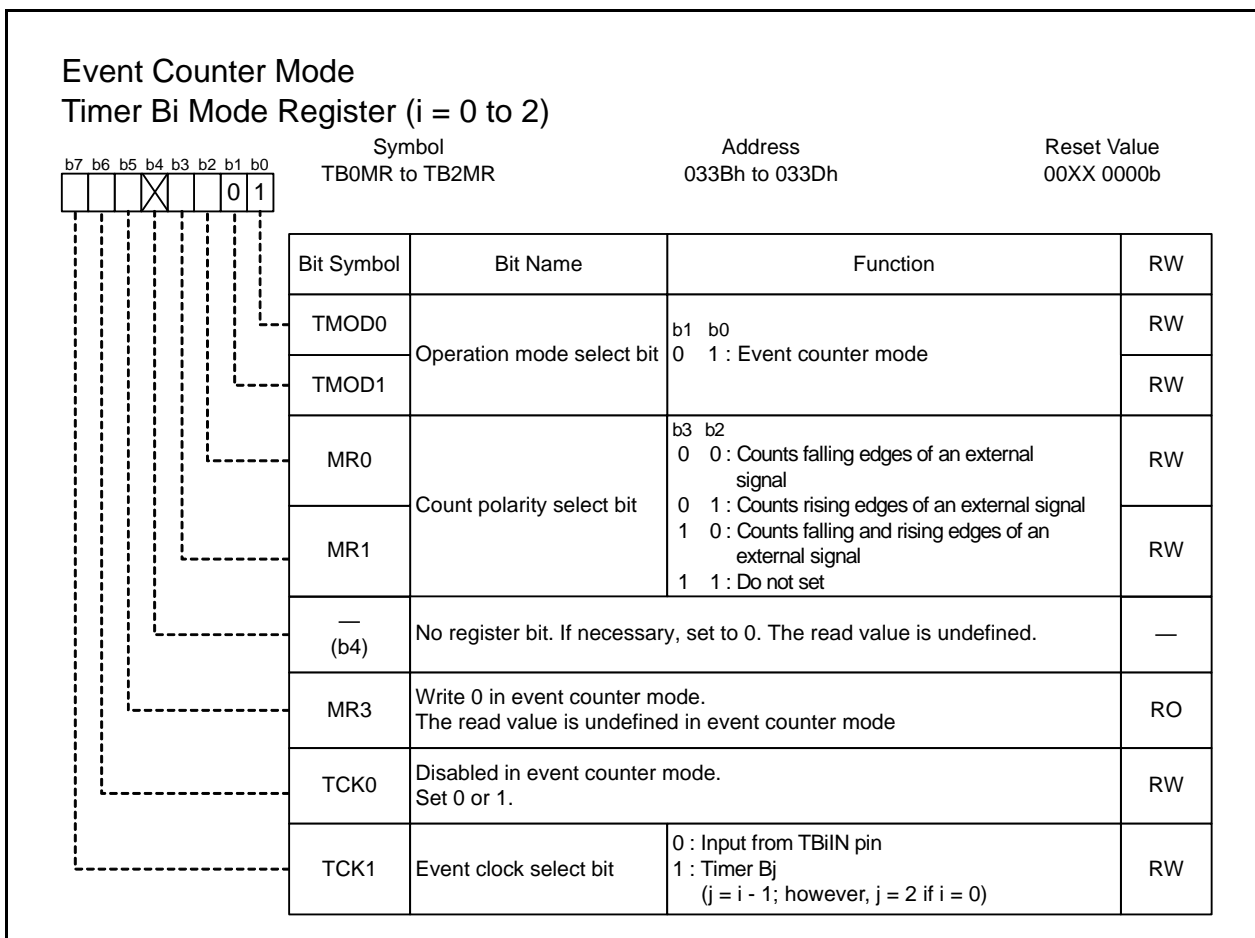 Event Counter Mode
Timer Bi Mode Register (i = 0 to 2)
Symbol Address Reset Value
b7 b6 b5 b4 b3 b2 b1 b0
TB0MR to TB2MR 033Bh to 033Dh 00XX 0000b
0 1
Bit Symbol Bit Name Function RW
TMOD0 RW
Operation mode select bit
b1 b0
0 1 : Event counter mode
TMOD1 RW
MR0 RW
Count polarity select bit
b3 b2
0 0 : Counts falling edges of an external
signal
0 1 : Counts rising edges of an external signal
1 0 : Counts falling and rising edges of an
external signal
1 1 : Do not set
MR1 RW
—
(b4)
No register bit. If necessary, set to 0. The read value is undefined. —
MR3
Write 0 in event counter mode.
The read value is undefined in event counter mode
RO
TCK0
Disabled in event counter mode.
Set 0 or 1.
RW
TCK1 Event clock select bit
0 : Input from TBiIN pin
1 : Timer Bj
(j = i - 1; however, j = 2 if i = 0)
RW